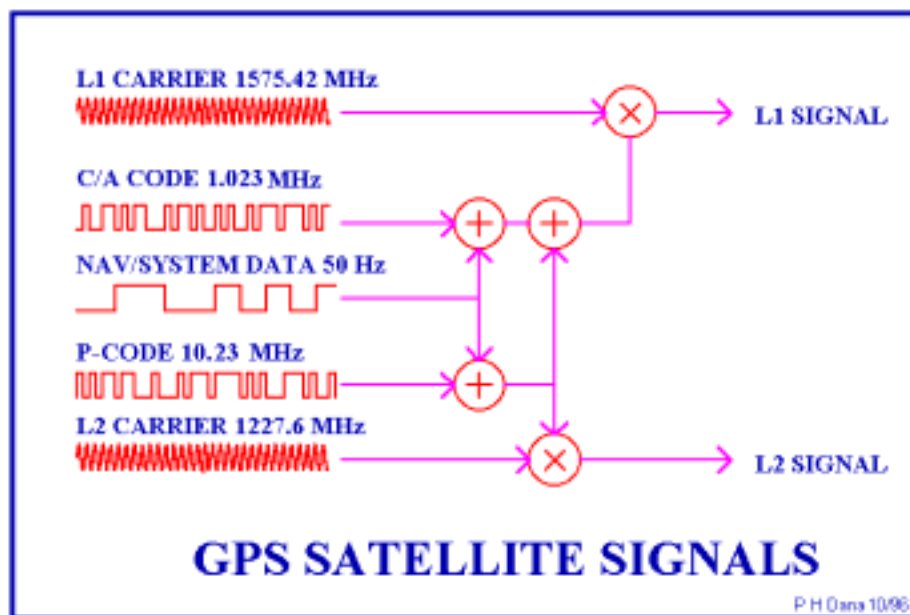 L1 CARRIER 1575.42 MHz
L1 SIGNAL
C/A CODE 1.023 MHz
NAV/SYSTEM DATA 50 Hz
P-CODE 10.23 MHz
L2 CARRIER 1227.6 MHz
L2 SIGNAL
GPS SATELLITE SIGNALS
P H Dana 10/96